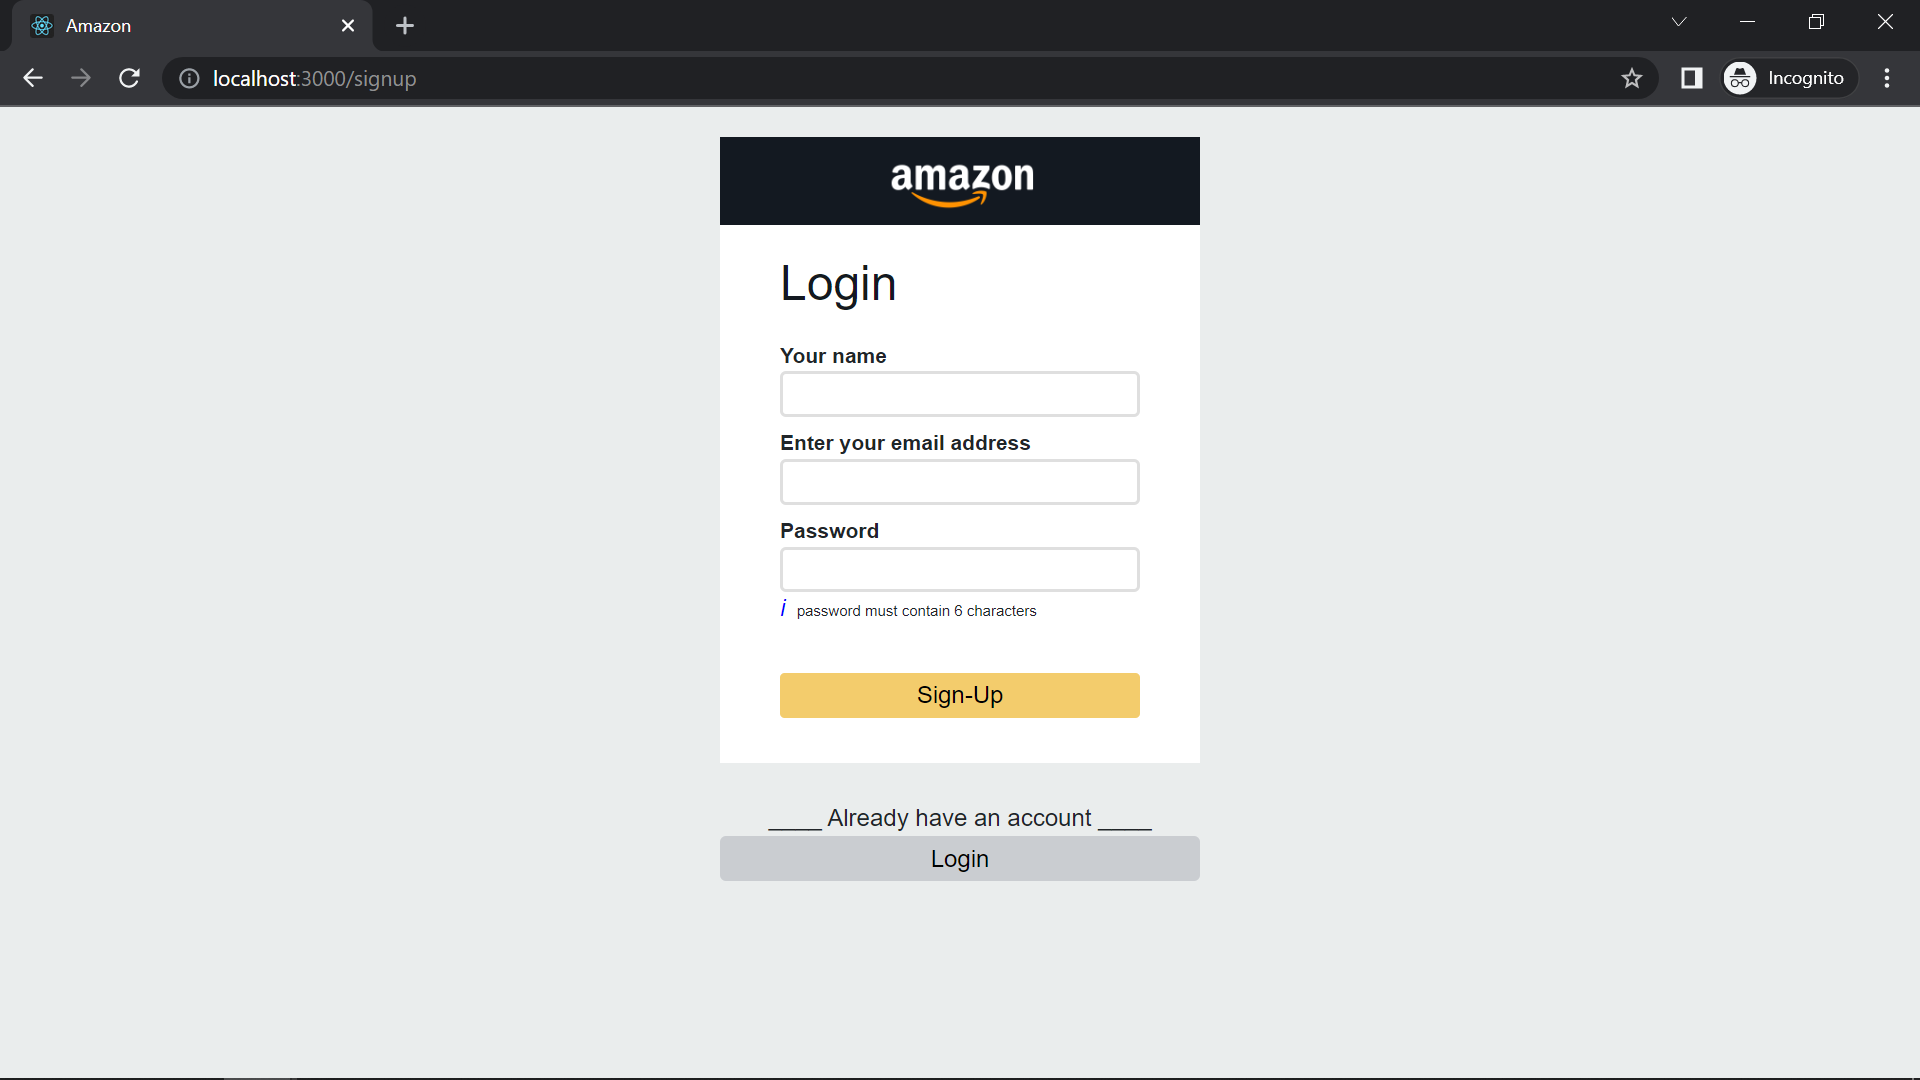 Amazon
localhost:3000/signup
Incognito
amazon
Login
Your name
Enter your email address
Password
i password must contain 6 characters
Sign-Up
____ Already have an account ____
Login